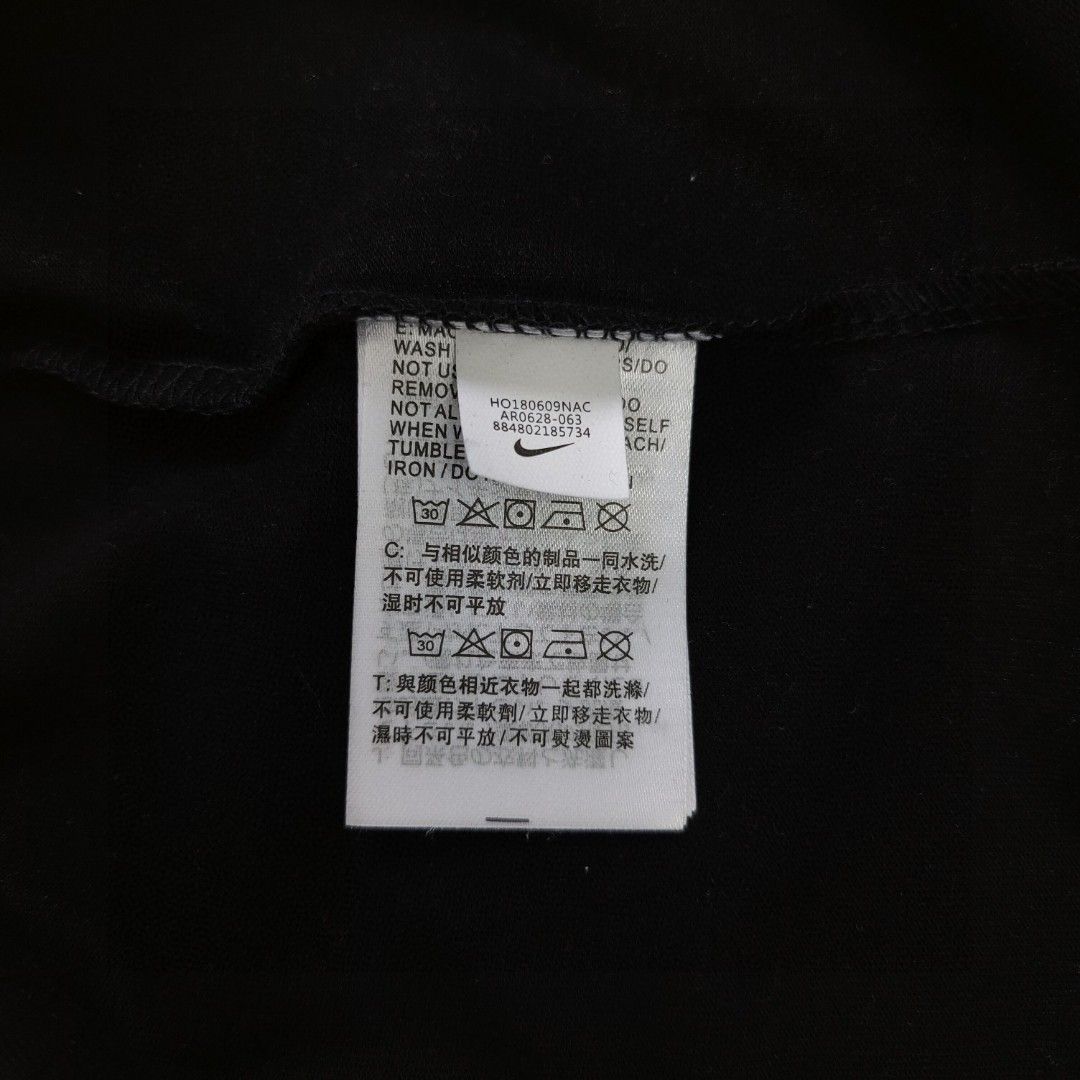 E: MAC
WASH
NOT US S/DO
REMOV DO
NOT AL SELF
WHEN W ACH/
TUMBLE
IRON / DO
HO180609NAC
AR0628-063
884802185734
30
C: 与相似颜色的制品一同水洗/
不可使用柔软剂/立即移走衣物/
湿时不可平放
30
T: 與颜色相近衣物一起都洗滌/
不可使用柔軟劑/立即移走衣物/
濕時不可平放/不可熨燙圖案